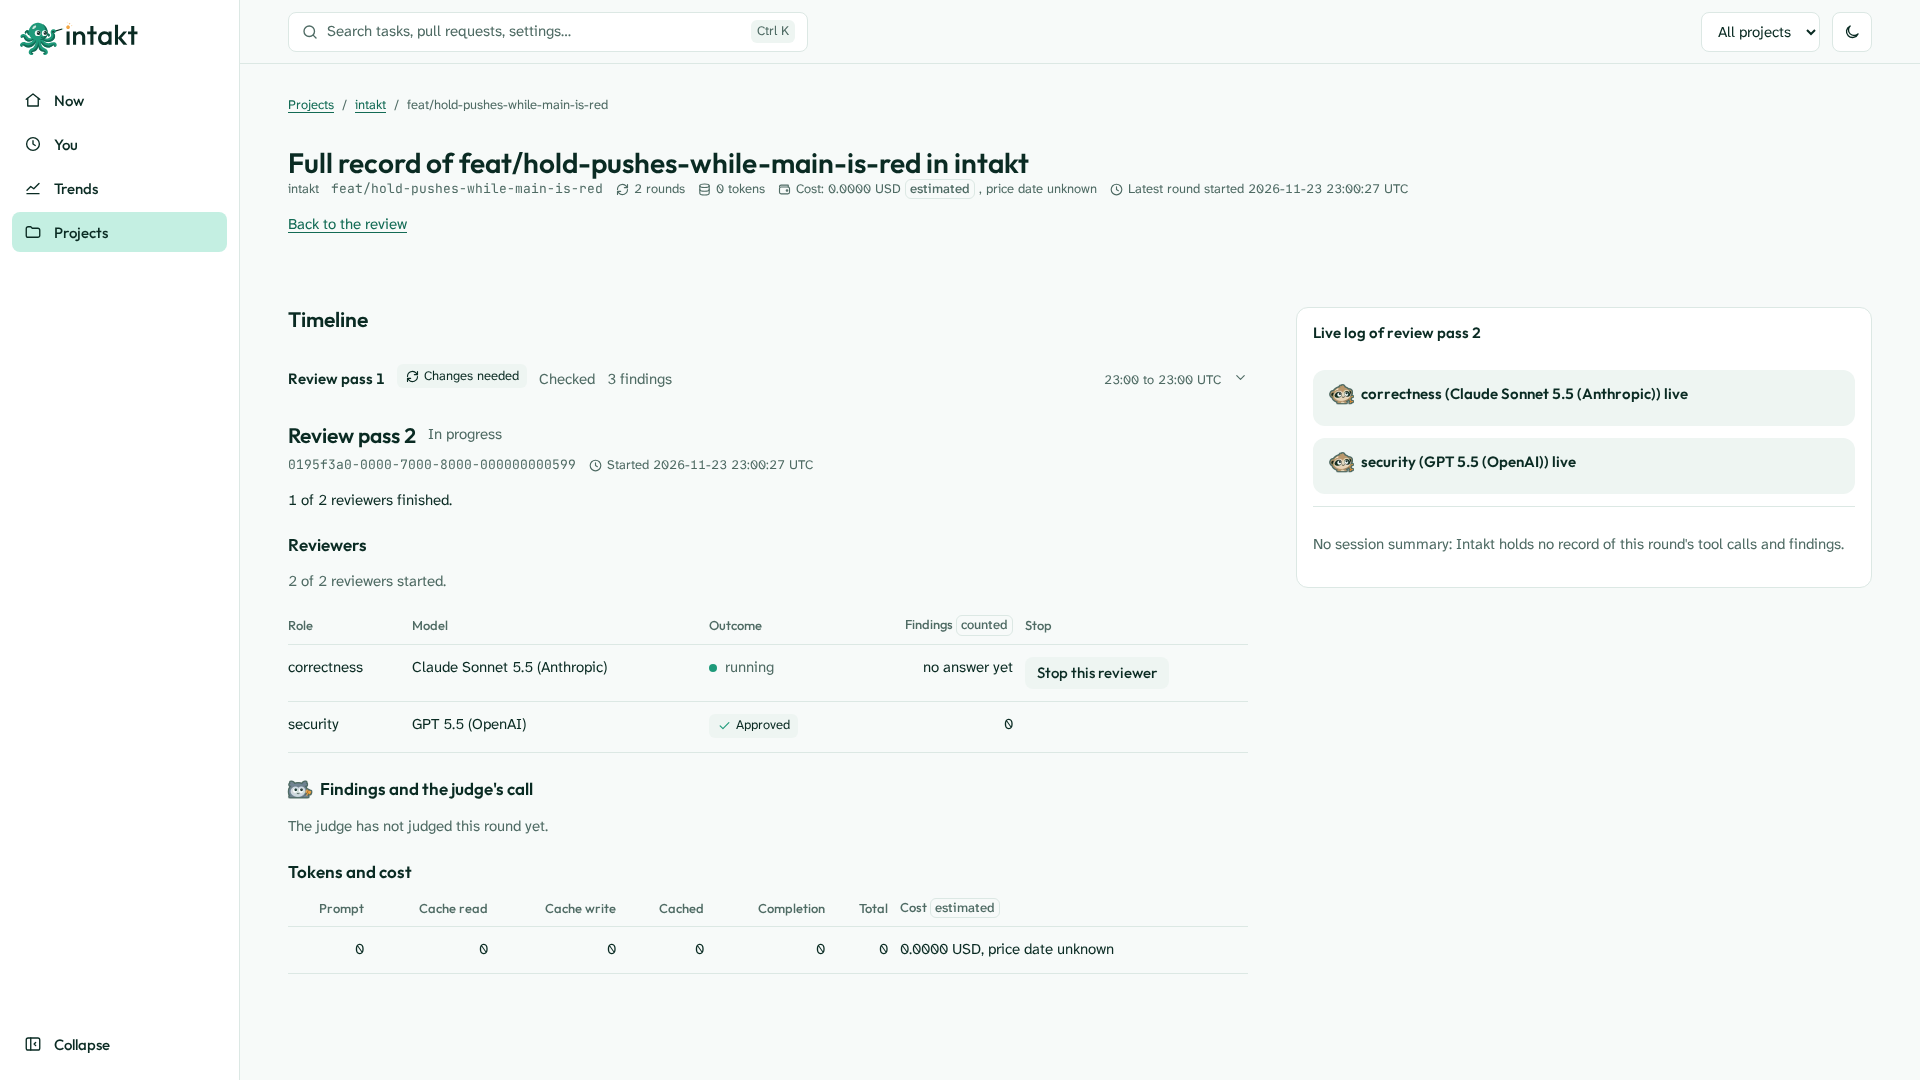 intakt
Search tasks, pull requests, settings...
Ctrl K
All projects
Now
You
Trends
Projects
Projects / intakt / feat/hold-pushes-while-main-is-red
Full record of feat/hold-pushes-while-main-is-red in intakt
intakt feat/hold-pushes-while-main-is-red 2 rounds 0 tokens Cost: 0.0000 USD estimated , price date unknown Latest round started 2026-11-23 23:00:27 UTC
Back to the review
Timeline
Review pass 1 Changes needed Checked 3 findings 23:00 to 23:00 UTC
Review pass 2 In progress
0195f3a0-0000-7000-8000-000000000599 Started 2026-11-23 23:00:27 UTC
1 of 2 reviewers finished.
Reviewers
2 of 2 reviewers started.
Role Model Outcome Findings counted Stop
correctness Claude Sonnet 5.5 (Anthropic) running no answer yet Stop this reviewer
security GPT 5.5 (OpenAI) Approved 0
Findings and the judge's call
The judge has not judged this round yet.
Tokens and cost
Prompt Cache read Cache write Cached Completion Total Cost estimated
0 0 0 0 0 0 0.0000 USD, price date unknown
Live log of review pass 2
correctness (Claude Sonnet 5.5 (Anthropic)) live
security (GPT 5.5 (OpenAI)) live
No session summary: Intakt holds no record of this round's tool calls and findings.
Collapse